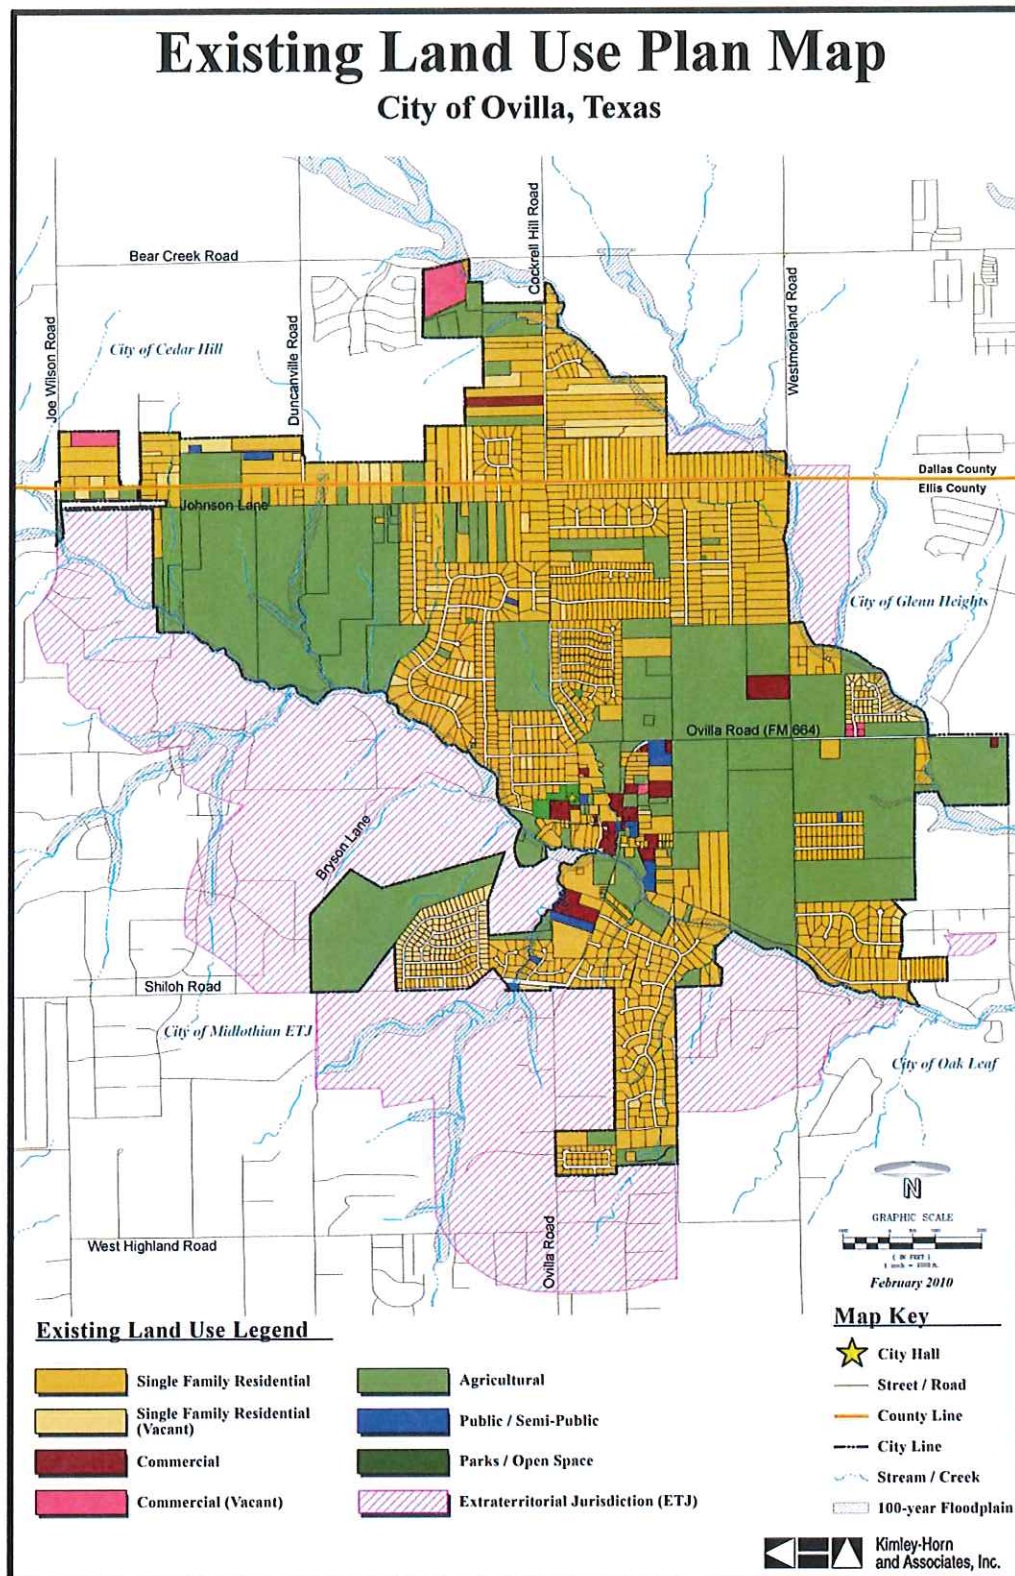 Existing Land Use Plan Map
City of Ovilla, Texas
Bear Creek Road
Cockrell Hill Road
Westmoreland Road
Joe Wilson Road
City of Cedar Hill
Duncanville Road
Dallas County
Ellis County
Johnson Lane
City of Glenn Heights
Ovilla Road (FM 664)
Bryson Lane
Shiloh Road
City of Midlothian ETJ
City of Oak Leaf
N
GRAPHIC SCALE
( IN FEET )
February 2010
West Highland Road
Ovilla Road
Existing Land Use Legend
Single Family Residential
Single Family Residential
(Vacant)
Commercial
Commercial (Vacant)
Agricultural
Public / Semi-Public
Parks / Open Space
Extraterritorial Jurisdiction (ETJ)
Map Key
City Hall
Street / Road
County Line
City Line
Stream / Creek
100-year Floodplain
Kimley-Horn
and Associates, Inc.